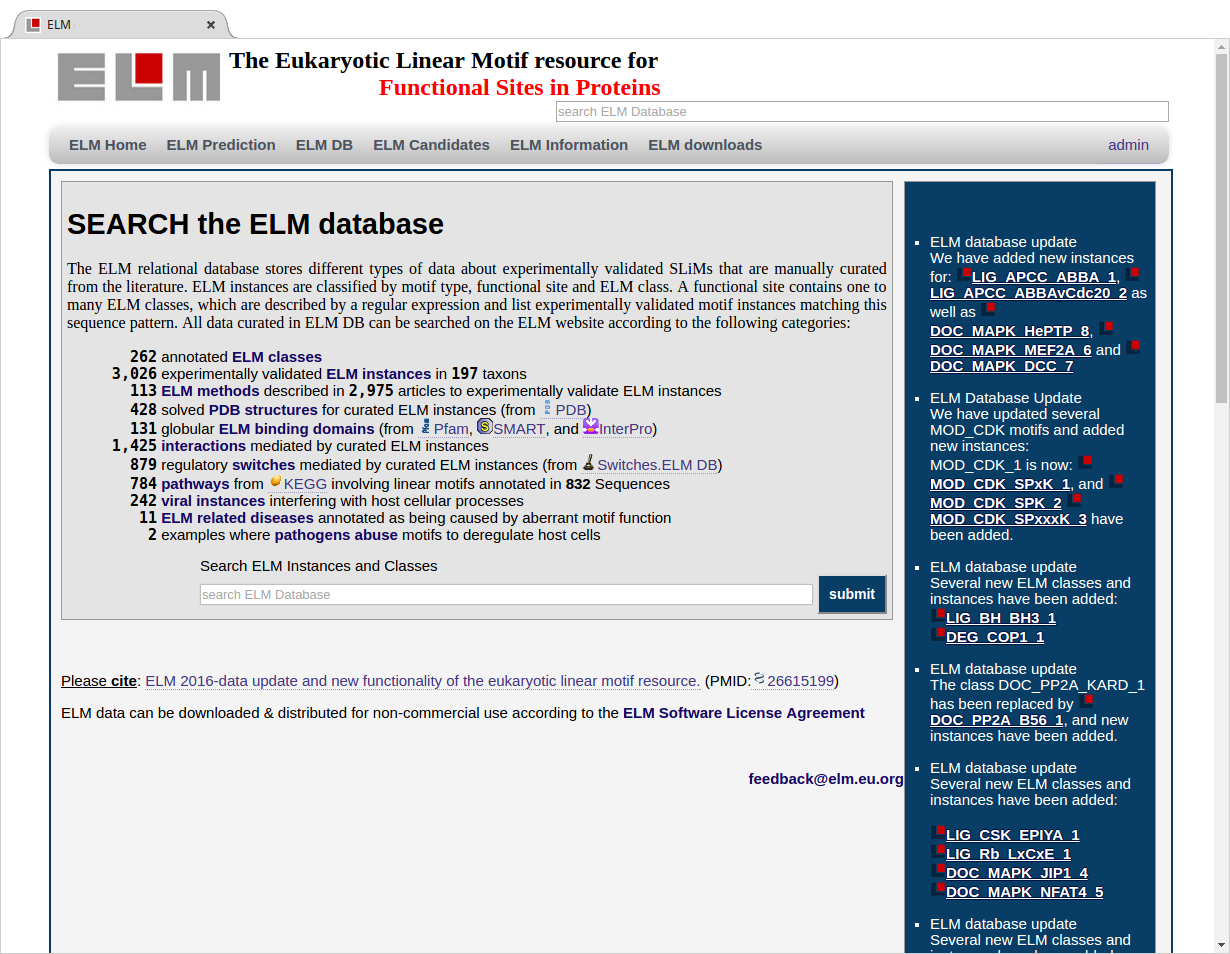 ELM
ELM
The Eukaryotic Linear Motif resource for
Functional Sites in Proteins
search ELM Database
ELM Home ELM Prediction ELM DB ELM Candidates ELM Information ELM downloads admin
SEARCH the ELM database
The ELM relational database stores different types of data about experimentally validated SLiMs that are manually curated
from the literature. ELM instances are classified by motif type, functional site and ELM class. A functional site contains one to
many ELM classes, which are described by a regular expression and list experimentally validated motif instances matching this
sequence pattern. All data curated in ELM DB can be searched on the ELM website according to the following categories:
262 annotated ELM classes
3,026 experimentally validated ELM instances in 197 taxons
113 ELM methods described in 2,975 articles to experimentally validate ELM instances
428 solved PDB structures for curated ELM instances (from PDB)
131 globular ELM binding domains (from Pfam, SMART, and InterPro)
1,425 interactions mediated by curated ELM instances
879 regulatory switches mediated by curated ELM instances (from Switches.ELM DB)
784 pathways from KEGG involving linear motifs annotated in 832 Sequences
242 viral instances interfering with host cellular processes
11 ELM related diseases annotated as being caused by aberrant motif function
2 examples where pathogens abuse motifs to deregulate host cells
Search ELM Instances and Classes
search ELM Database submit
Please cite: ELM 2016-data update and new functionality of the eukaryotic linear motif resource. (PMID: 26615199)
ELM data can be downloaded & distributed for non-commercial use according to the ELM Software License Agreement
feedback@elm.eu.org
ELM database update
We have added new instances
for: LIG_APCC_ABBA_1,
LIG_APCC_ABBAvCdc20_2 as
well as
DOC_MAPK_HePTP_8,
DOC_MAPK_MEF2A_6 and
DOC_MAPK_DCC_7
ELM Database Update
We have updated several
MOD_CDK motifs and added
new instances:
MOD_CDK_1 is now:
MOD_CDK_SPxK_1, and
MOD_CDK_SPK_2
MOD_CDK_SPxxxK_3 have
been added.
ELM database update
Several new ELM classes and
instances have been added:
LIG_BH_BH3_1
DEG_COP1_1
ELM database update
The class DOC_PP2A_KARD_1
has been replaced by
DOC_PP2A_B56_1, and new
instances have been added.
ELM database update
Several new ELM classes and
instances have been added:
LIG_CSK_EPIYA_1
LIG_Rb_LxCxE_1
DOC_MAPK_JIP1_4
DOC_MAPK_NFAT4_5
ELM database update
Several new ELM classes and